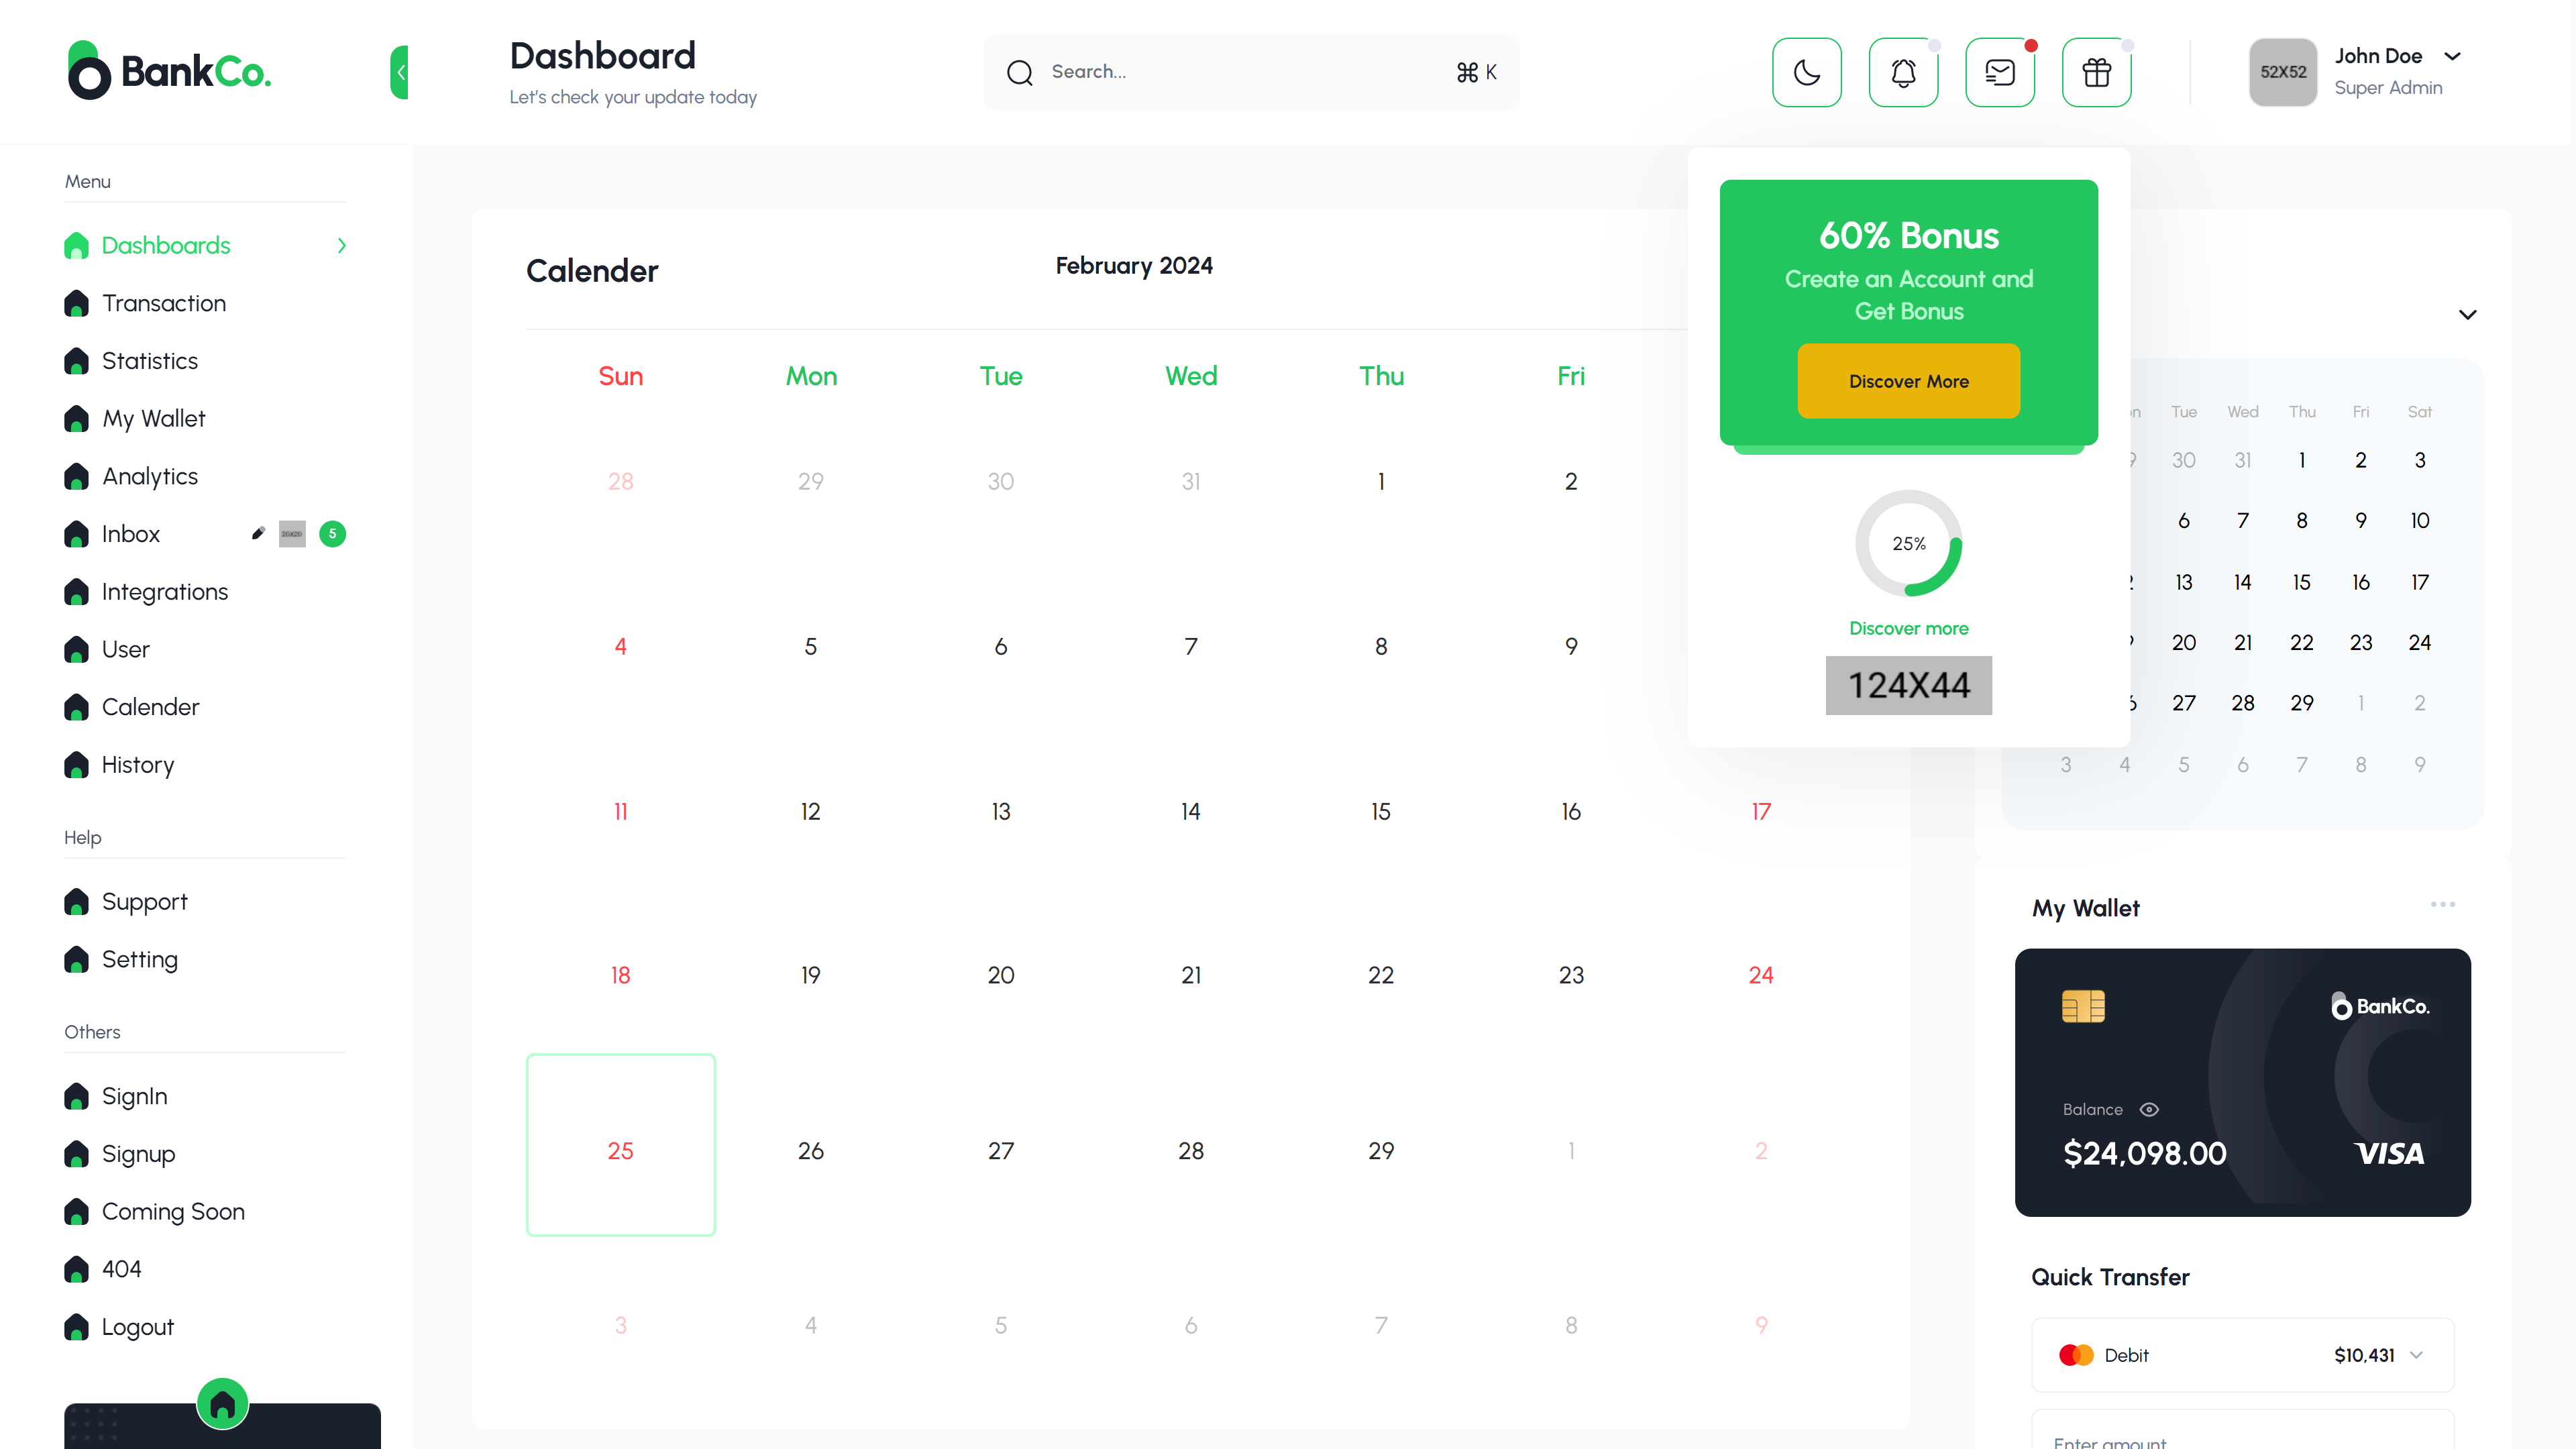 BankCo.
Dashboard
Let's check your update today
Search...
⌘ K
52X52
John Doe
Super Admin
Menu
Dashboards
Transaction
Statistics
My Wallet
Analytics
Inbox
20X20
5
Integrations
User
Calender
History
Help
Support
Setting
Others
SignIn
Signup
Coming Soon
404
Logout
Calender
February 2024
Sun Mon Tue Wed Thu Fri
28 29 30 31 1 2
4 5 6 7 8 9
11 12 13 14 15 16 17
18 19 20 21 22 23 24
25 26 27 28 29 1 2
3 4 5 6 7 8 9
60% Bonus
Create an Account and
Get Bonus
Discover More
25%
Discover more
124X44
Tue Wed Thu Fri Sat
30 31 1 2 3
6 7 8 9 10
13 14 15 16 17
20 21 22 23 24
27 28 29 1 2
3 4 5 6 7 8 9
My Wallet
BankCo.
Balance
$24,098.00
VISA
Quick Transfer
Debit
$10,431
Enter amount